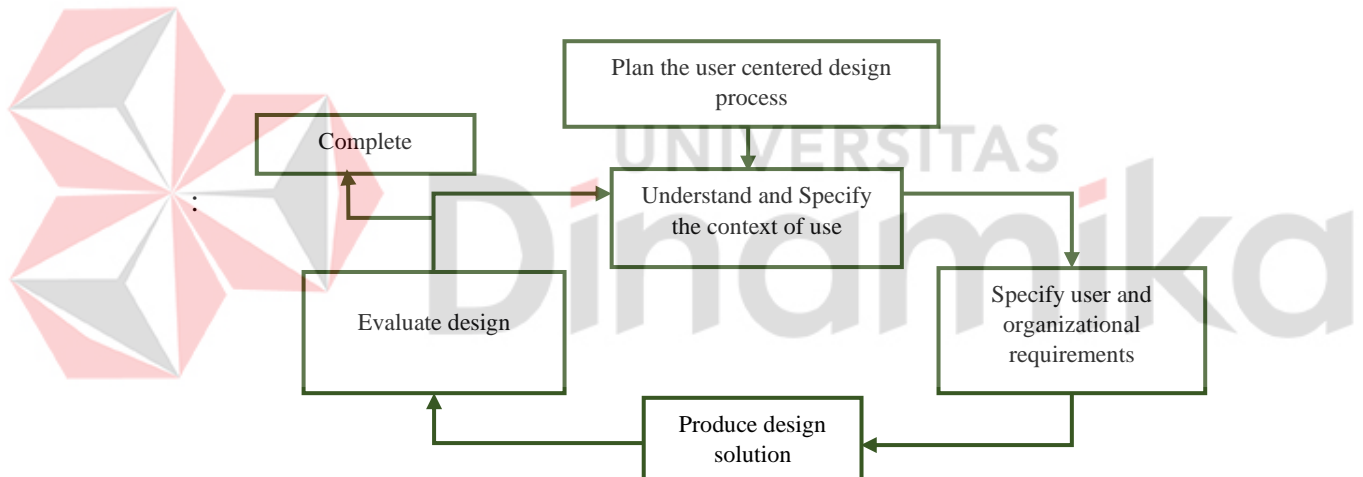 Plan the user centered design
process
Complete
UNIVERSITAS
Dinamika
Understand and Specify
the context of use
:
Evaluate design
Specify user and
organizational
requirements
Produce design
solution